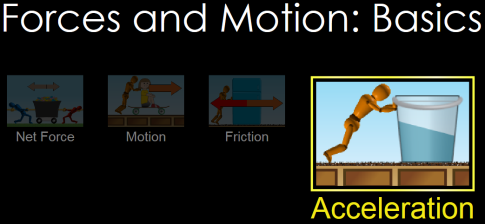 Forces and Motion: Basics
Net Force
Motion
Friction
Acceleration